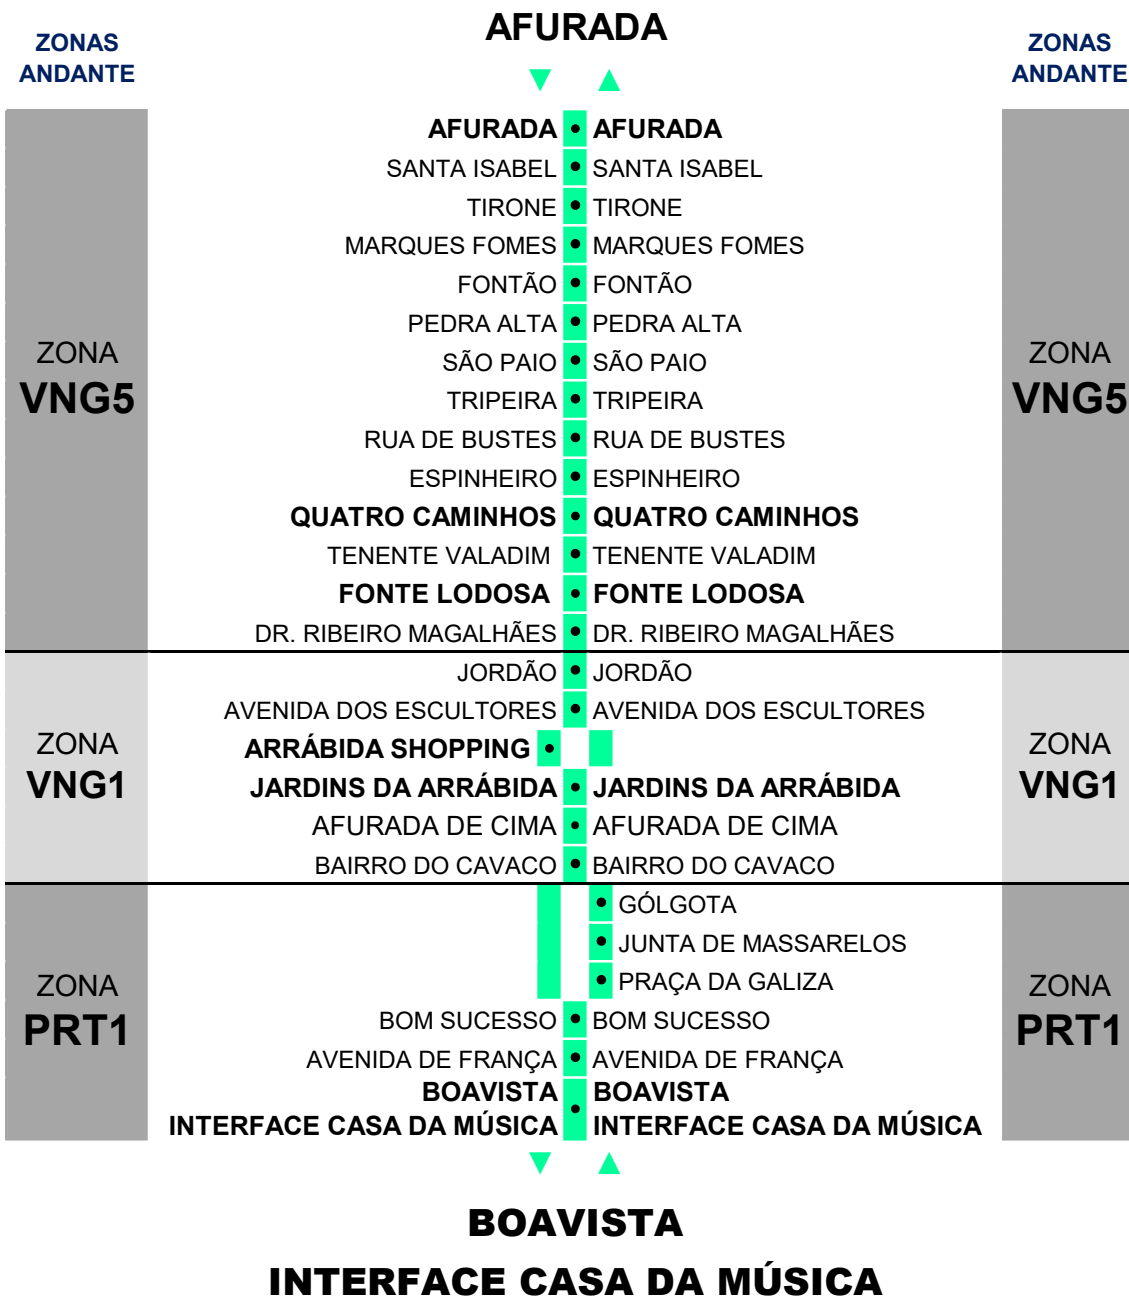 AFURADA
ZONAS
ANDANTE
ZONAS
ANDANTE
AFURADA AFURADA
SANTA ISABEL SANTA ISABEL
TIRONE TIRONE
MARQUES FOMES MARQUES FOMES
FONTÃO FONTÃO
PEDRA ALTA PEDRA ALTA
SÃO PAIO SÃO PAIO
TRIPEIRA TRIPEIRA
RUA DE BUSTES RUA DE BUSTES
ESPINHEIRO ESPINHEIRO
QUATRO CAMINHOS QUATRO CAMINHOS
TENENTE VALADIM TENENTE VALADIM
FONTE LODOSA FONTE LODOSA
DR. RIBEIRO MAGALHÃES DR. RIBEIRO MAGALHÃES
ZONA
VNG5
ZONA
VNG5
JORDÃO JORDÃO
AVENIDA DOS ESCULTORES AVENIDA DOS ESCULTORES
ARRÁBIDA SHOPPING
JARDINS DA ARRÁBIDA JARDINS DA ARRÁBIDA
AFURADA DE CIMA AFURADA DE CIMA
BAIRRO DO CAVACO BAIRRO DO CAVACO
ZONA
VNG1
ZONA
VNG1
GÓLGOTA
JUNTA DE MASSARELOS
PRAÇA DA GALIZA
BOM SUCESSO BOM SUCESSO
AVENIDA DE FRANÇA AVENIDA DE FRANÇA
BOAVISTA BOAVISTA
INTERFACE CASA DA MÚSICA INTERFACE CASA DA MÚSICA
ZONA
PRT1
ZONA
PRT1
BOAVISTA
INTERFACE CASA DA MÚSICA